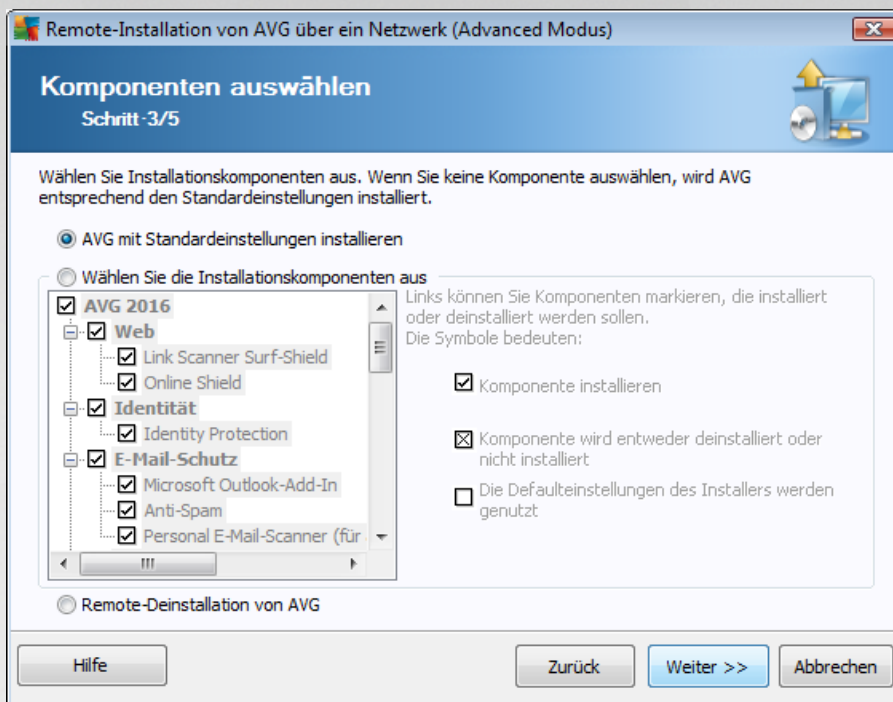 Remote-Installation von AVG über ein Netzwerk (Advanced Modus)
Komponenten auswählen
Schritt-3/5
Wählen Sie Installationskomponenten aus. Wenn Sie keine Komponente auswählen, wird AVG
entsprechend den Standardeinstellungen installiert.
AVG mit Standardeinstellungen installieren
Wählen Sie die Installationskomponenten aus
AVG 2016
Web
Link Scanner Surf-Shield
Online Shield
Identität
Identity Protection
E-Mail-Schutz
Microsoft Outlook-Add-In
Anti-Spam
Personal E-Mail-Scanner (für
Links können Sie Komponenten markieren, die installiert
oder deinstalliert werden sollen.
Die Symbole bedeuten:
Komponente installieren
Komponente wird entweder deinstalliert oder
nicht installiert
Die Defaulteinstellungen des Installers werden
genutzt
Remote-Deinstallation von AVG
Hilfe
Zurück
Weiter >>
Abbrechen